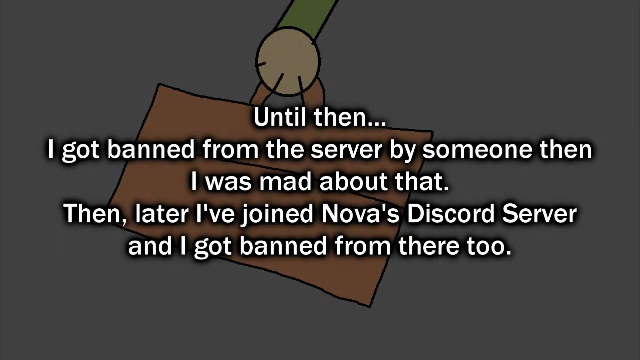 Until then...
I got banned from the server by someone then
I was mad about that.
Then, later I've joined Nova's Discord Server
and I got banned from there too.